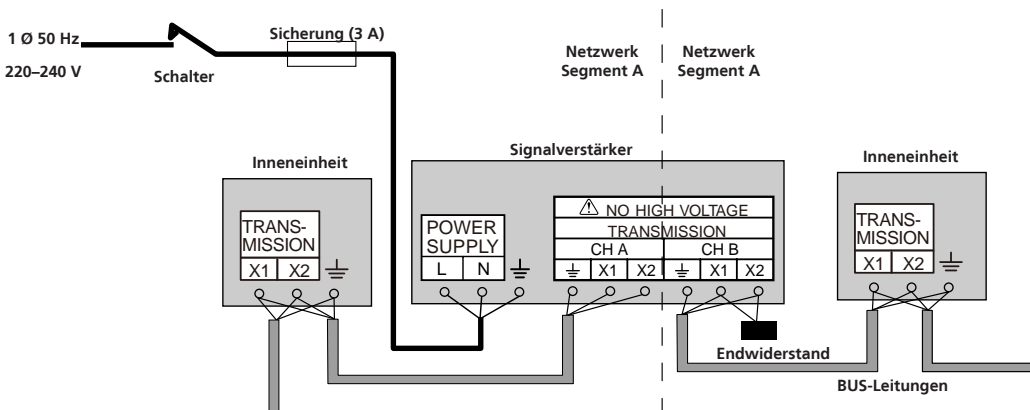 1 Ø 50 Hz
220–240 V
Schalter
Sicherung (3 A)
Netzwerk
Segment A
Netzwerk
Segment A
Inneneinheit
TRANS-
MISSION
X1 X2
Signalverstärker
POWER
SUPPLY
L N
NO HIGH VOLTAGE
TRANSMISSION
CH A CH B
X1 X2 X1 X2
Inneneinheit
TRANS-
MISSION
X1 X2
Endwiderstand
BUS-Leitungen